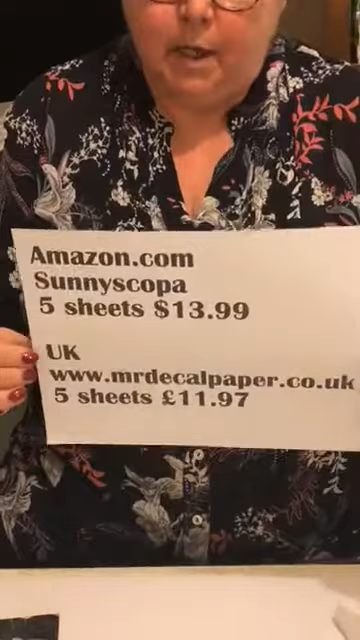 Amazon.com
Sunnyscopa
5 sheets $13.99
UK
www.mrdecalpaper.co.uk
5 sheets £11.97